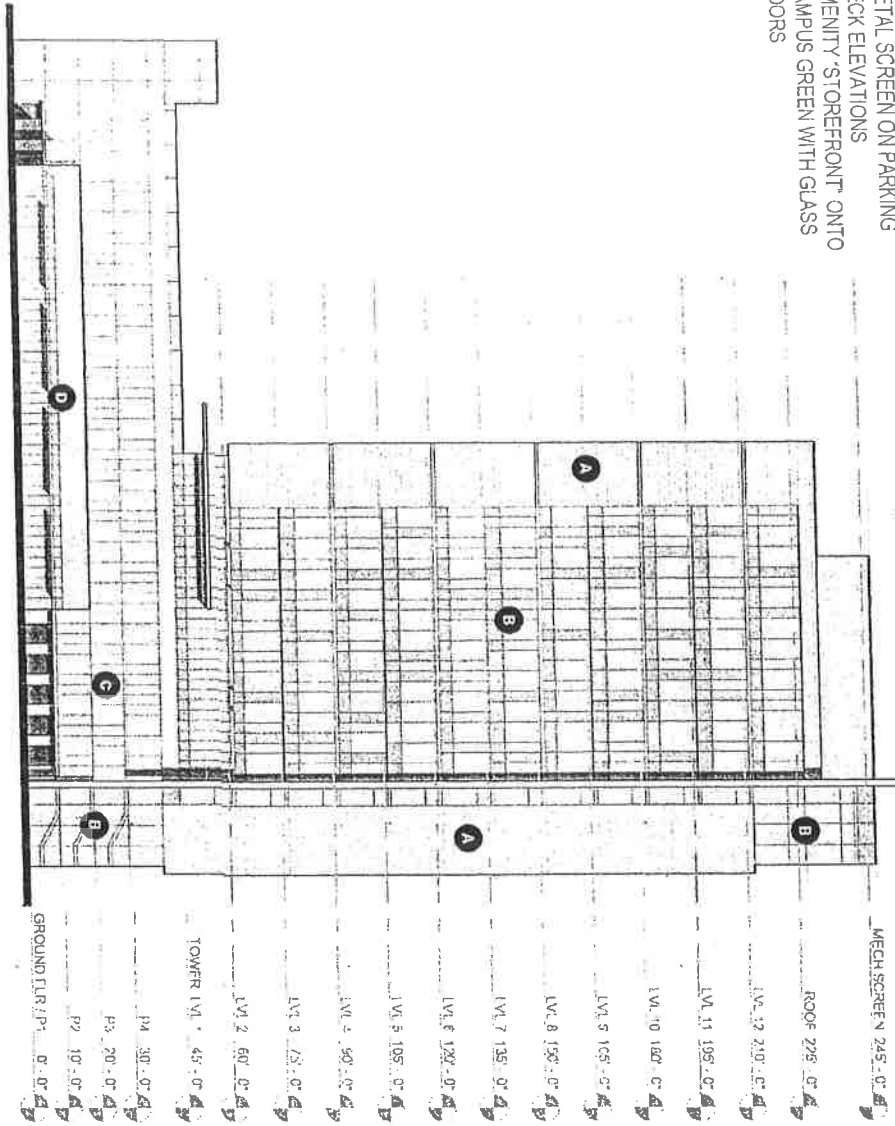 ETAL SCREEN ON PARKING
ECK ELEVATIONS
MENITY "STOREFRONT" ONTO
AMPUS GREEN WITH GLASS
OORS
MECH SCREEN 245'-0"
ROOF 225'-0"
LVL 12 210'-0"
LVL 11 195'-0"
LVL 10 180'-0"
LVL 9 165'-0"
LVL 8 150'-0"
LVL 7 135'-0"
LVL 6 120'-0"
LVL 5 105'-0"
LVL 4 90'-0"
LVL 3 75'-0"
LVL 2 60'-0"
TOWER LVL 1 45'-0"
P4 30'-0"
P3 20'-0"
P2 10'-0"
GROUND FLR / P1 0'-0"
A
B
A
B
C
D
B